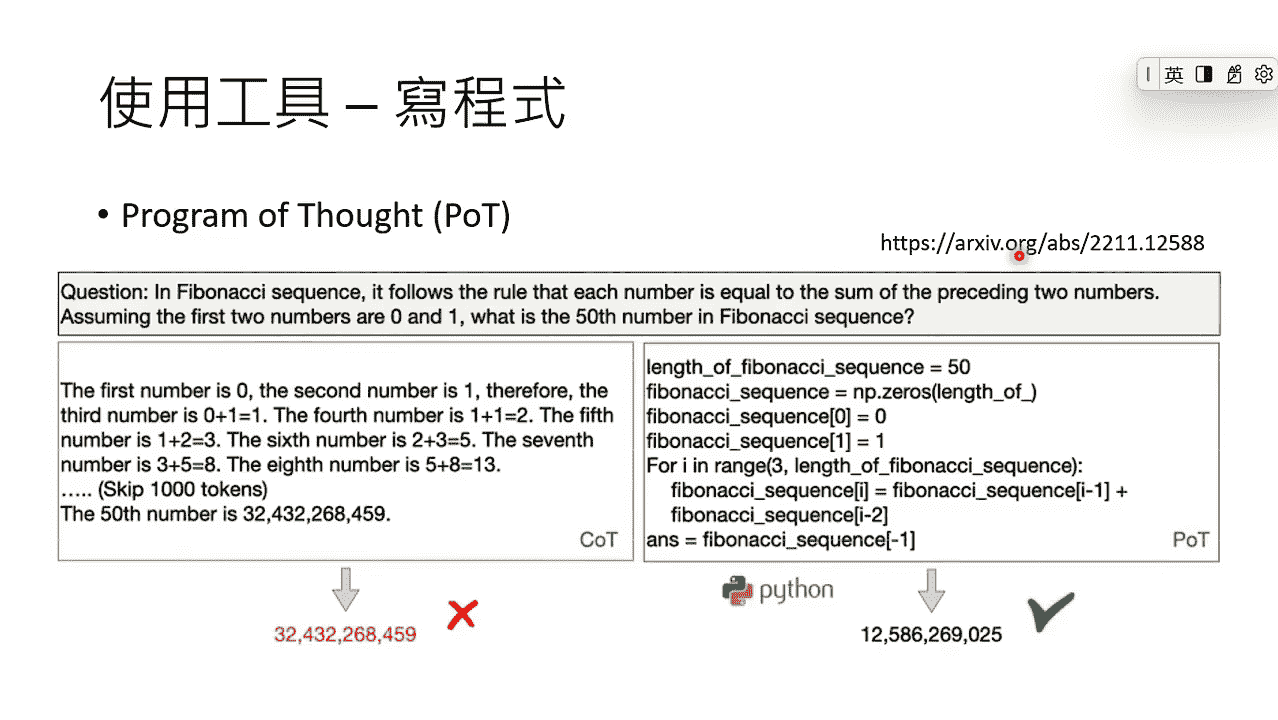 使用工具 – 寫程式
英
• Program of Thought (PoT)
https://arxiv.org/abs/2211.12588
Question: In Fibonacci sequence, it follows the rule that each number is equal to the sum of the preceding two numbers.
Assuming the first two numbers are 0 and 1, what is the 50th number in Fibonacci sequence?
The first number is 0, the second number is 1, therefore, the
third number is 0+1=1. The fourth number is 1+1=2. The fifth
number is 1+2=3. The sixth number is 2+3=5. The seventh
number is 3+5=8. The eighth number is 5+8=13.
..... (Skip 1000 tokens)
The 50th number is 32,432,268,459.
CoT
length_of_fibonacci_sequence = 50
fibonacci_sequence = np.zeros(length_of_)
fibonacci_sequence[0] = 0
fibonacci_sequence[1] = 1
For i in range(3, length_of_fibonacci_sequence):
fibonacci_sequence[i] = fibonacci_sequence[i-1] +
fibonacci_sequence[i-2]
ans = fibonacci_sequence[-1]
PoT
python
32,432,268,459
12,586,269,025